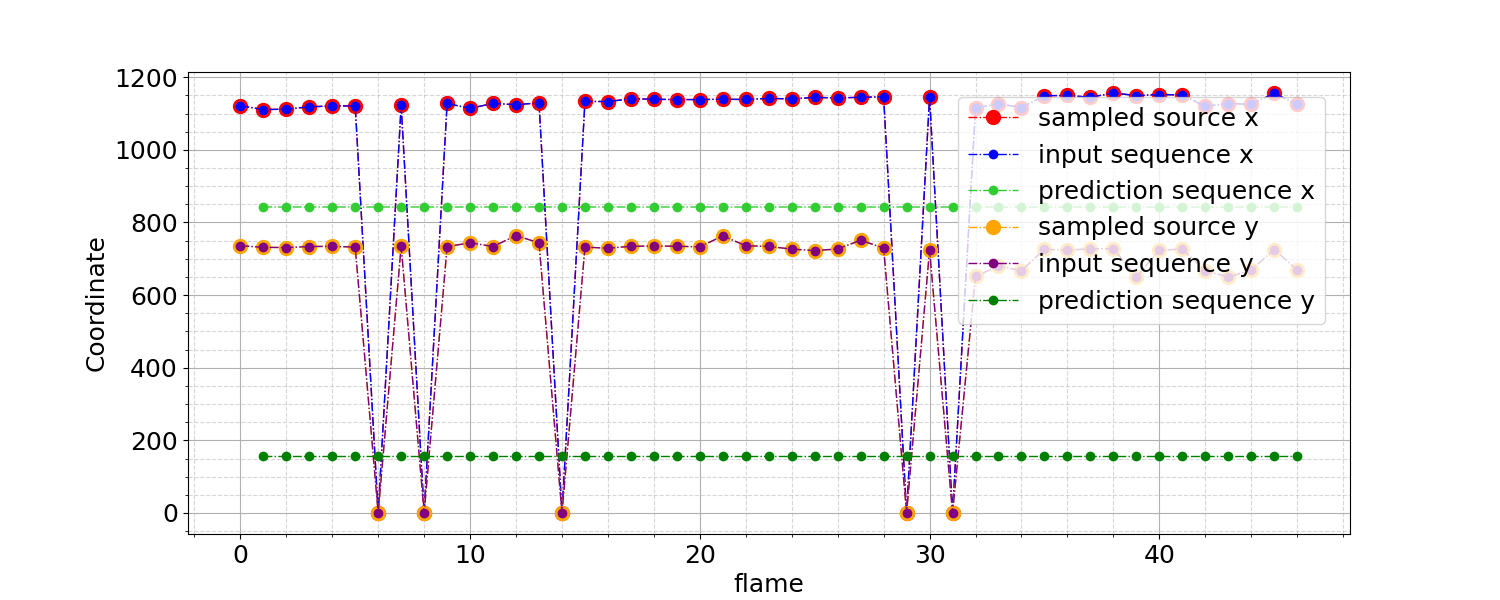 1200
1000
800
600
400
200
0
Coordinate
sampled source x
input sequence x
prediction sequence x
sampled source y
input sequence y
prediction sequence y
0 10 20 30 40
flame